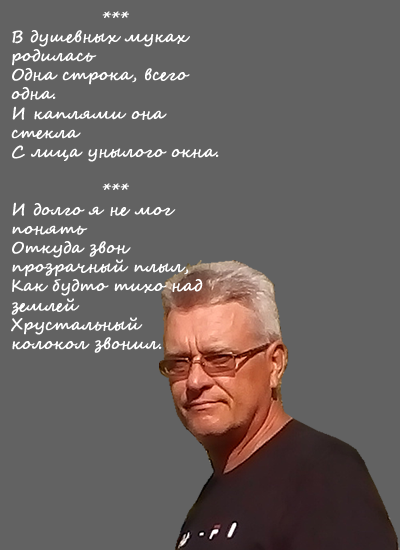 ***
В душевных муках
родилась
Одна строка, всего
одна.
И каплями она
стекла
С лица унылого окна.
***
И долго я не мог
понять
Откуда звон
прозрачный плыл,
Как будто тихо над
землей
Хрустальный
колокол звонил.